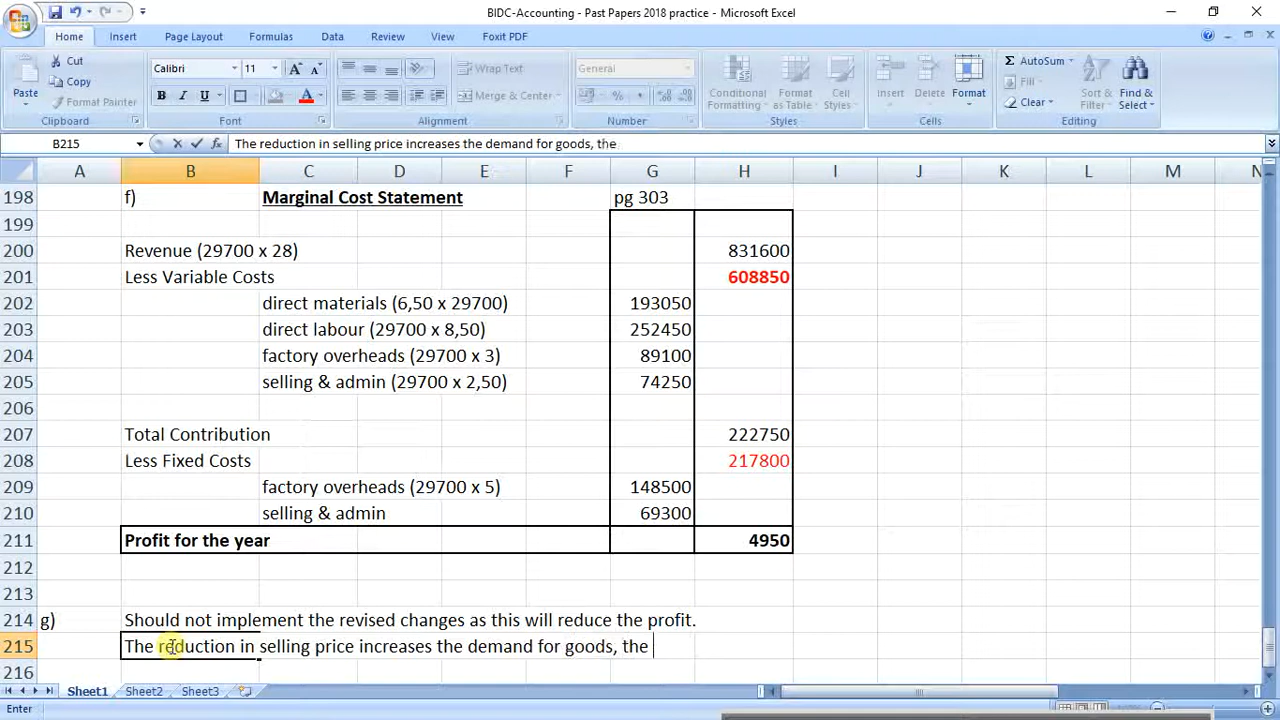 BIDC-Accounting - Past Papers 2018 practice - Microsoft Excel
Home Insert Page Layout Formulas Data Review View Foxit PDF
Paste Cut Copy Format Painter Clipboard
Calibri 11 A A B I U A Font
Wrap Text Merge & Center Alignment
General % , Number
Conditional Formatting Format as Table Cell Styles Styles
Insert Delete Format Cells
Σ AutoSum Fill Clear Sort & Filter Find & Select Editing
B215 fx The reduction in selling price increases the demand for goods, the
A B C D E F G H I J K L M N
198 f) Marginal Cost Statement pg 303
199
200 Revenue (29700 x 28) 831600
201 Less Variable Costs 608850
202 direct materials (6,50 x 29700) 193050
203 direct labour (29700 x 8,50) 252450
204 factory overheads (29700 x 3) 89100
205 selling & admin (29700 x 2,50) 74250
206
207 Total Contribution 222750
208 Less Fixed Costs 217800
209 factory overheads (29700 x 5) 148500
210 selling & admin 69300
211 Profit for the year 4950
212
213
214 g) Should not implement the revised changes as this will reduce the profit.
215 The reduction in selling price increases the demand for goods, the
216
Sheet1 Sheet2 Sheet3
Enter